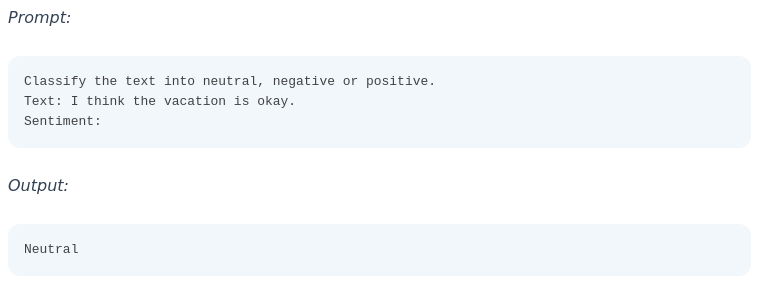 Prompt:
Classify the text into neutral, negative or positive.
Text: I think the vacation is okay.
Sentiment:
Output:
Neutral